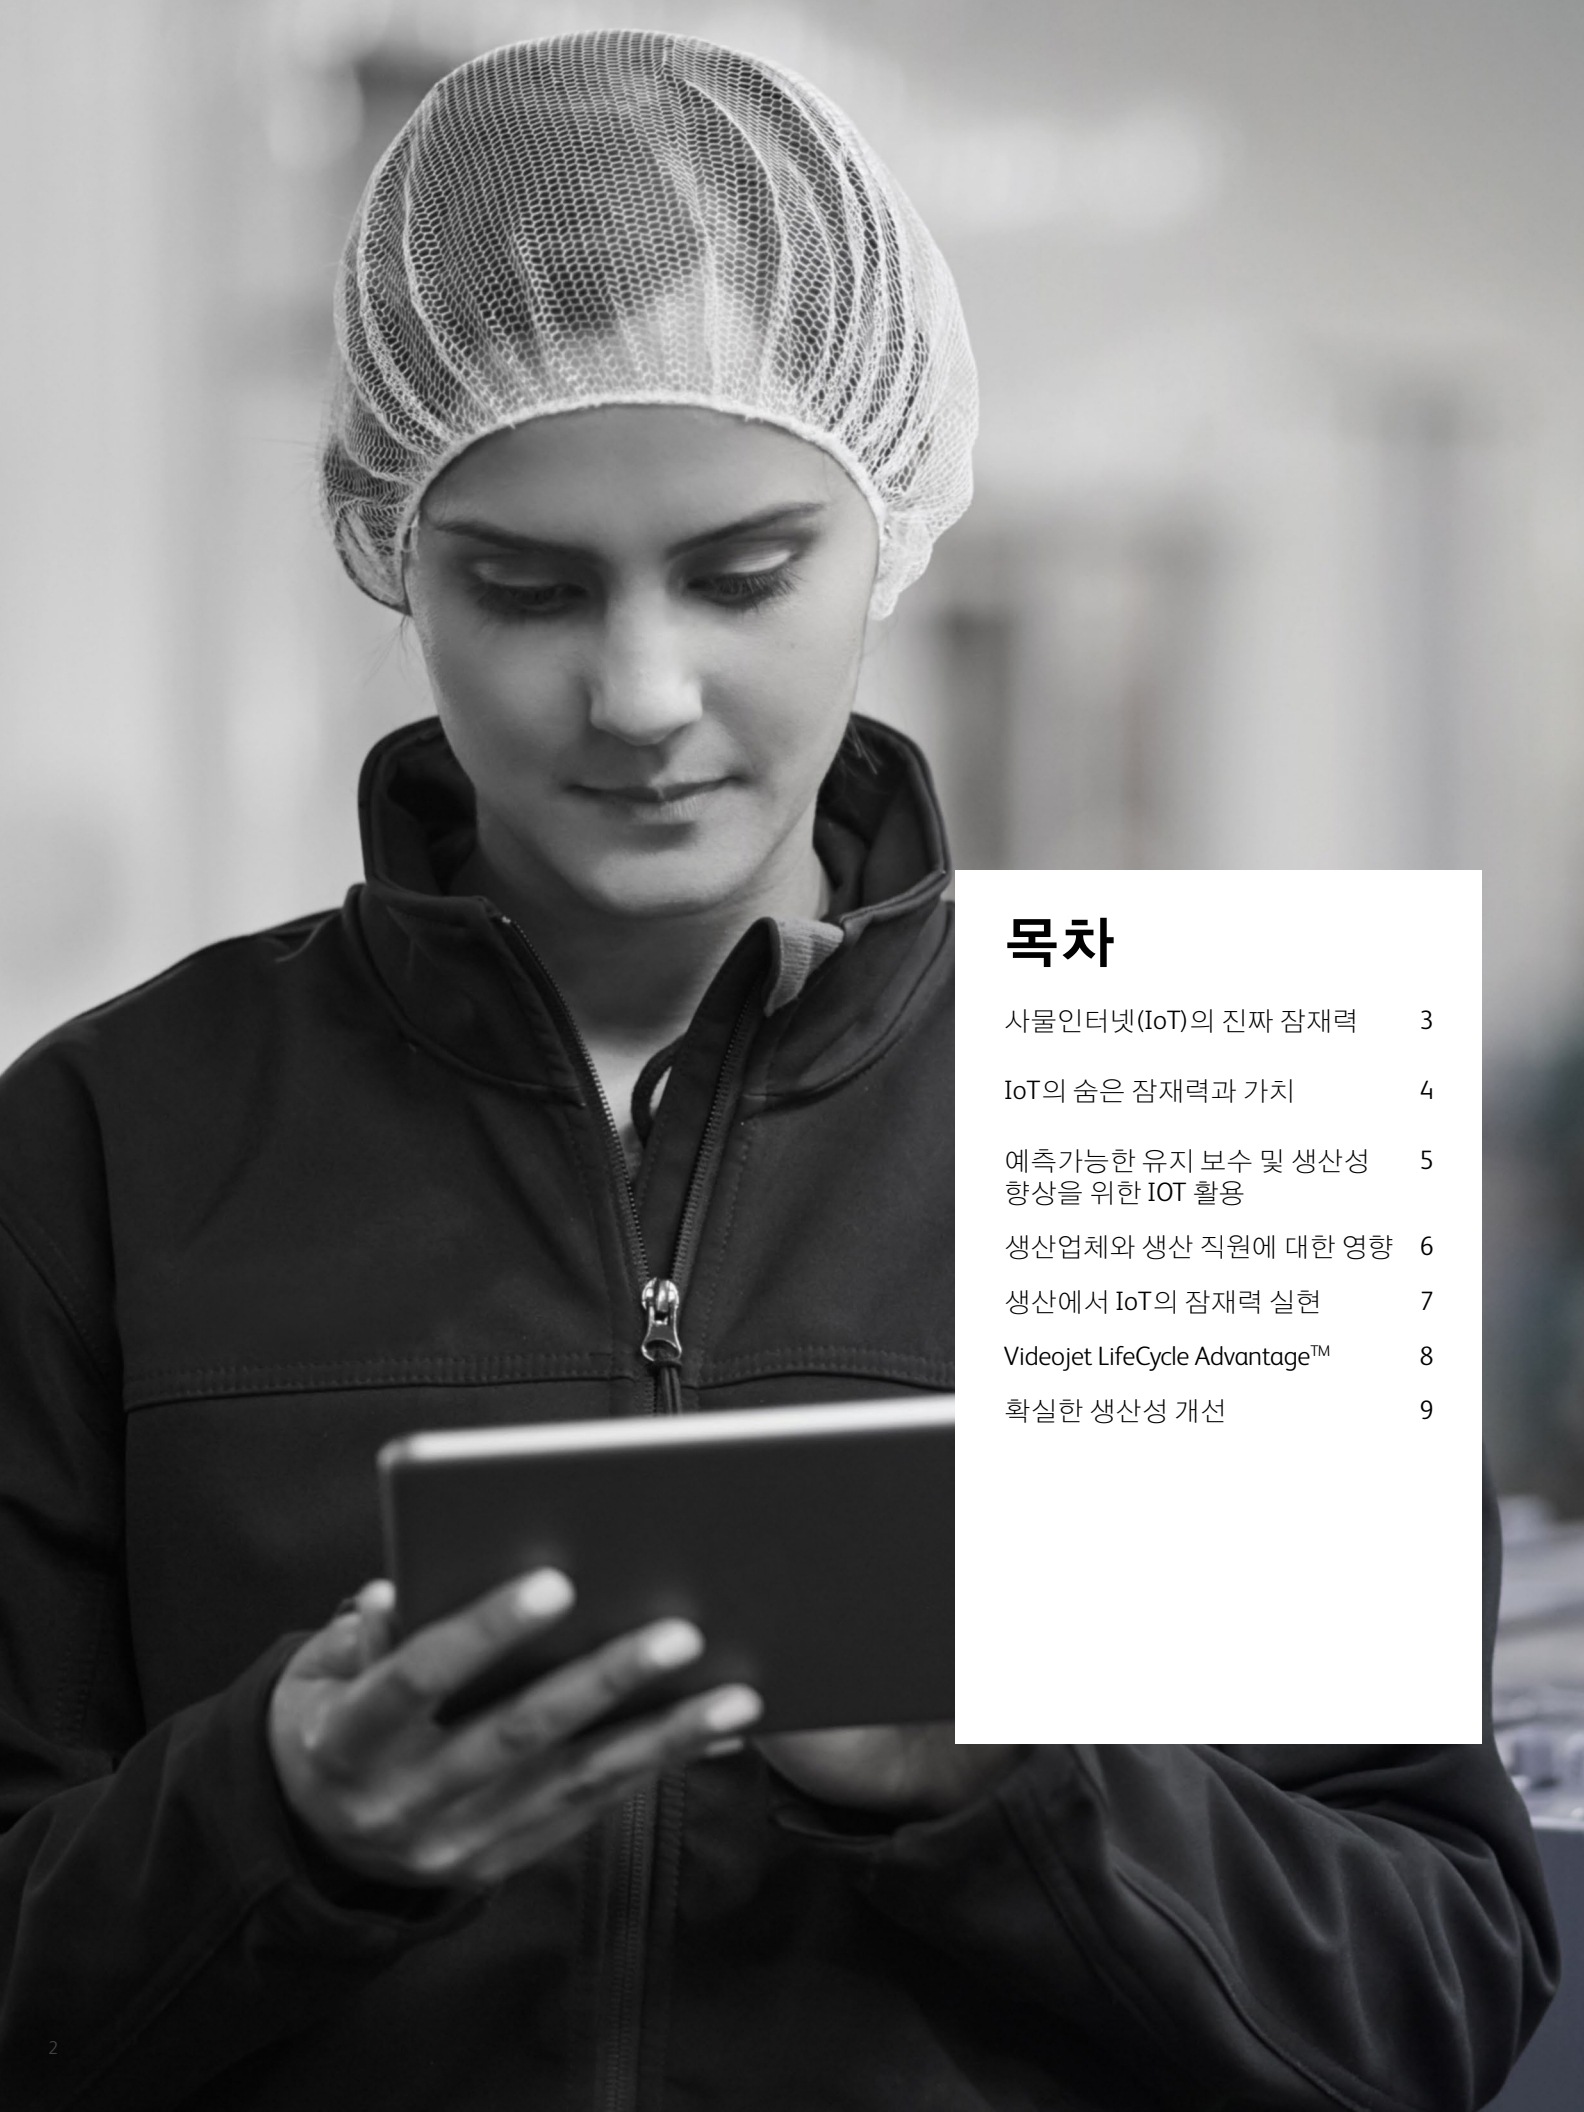 목차
사물인터넷(IoT)의 진짜 잠재력 3
IoT의 숨은 잠재력과 가치 4
예측가능한 유지 보수 및 생산성 5
향상을 위한 IOT 활용
생산업체와 생산 직원에 대한 영향 6
생산에서 IoT의 잠재력 실현 7
Videojet LifeCycle Advantage™ 8
확실한 생산성 개선 9
2